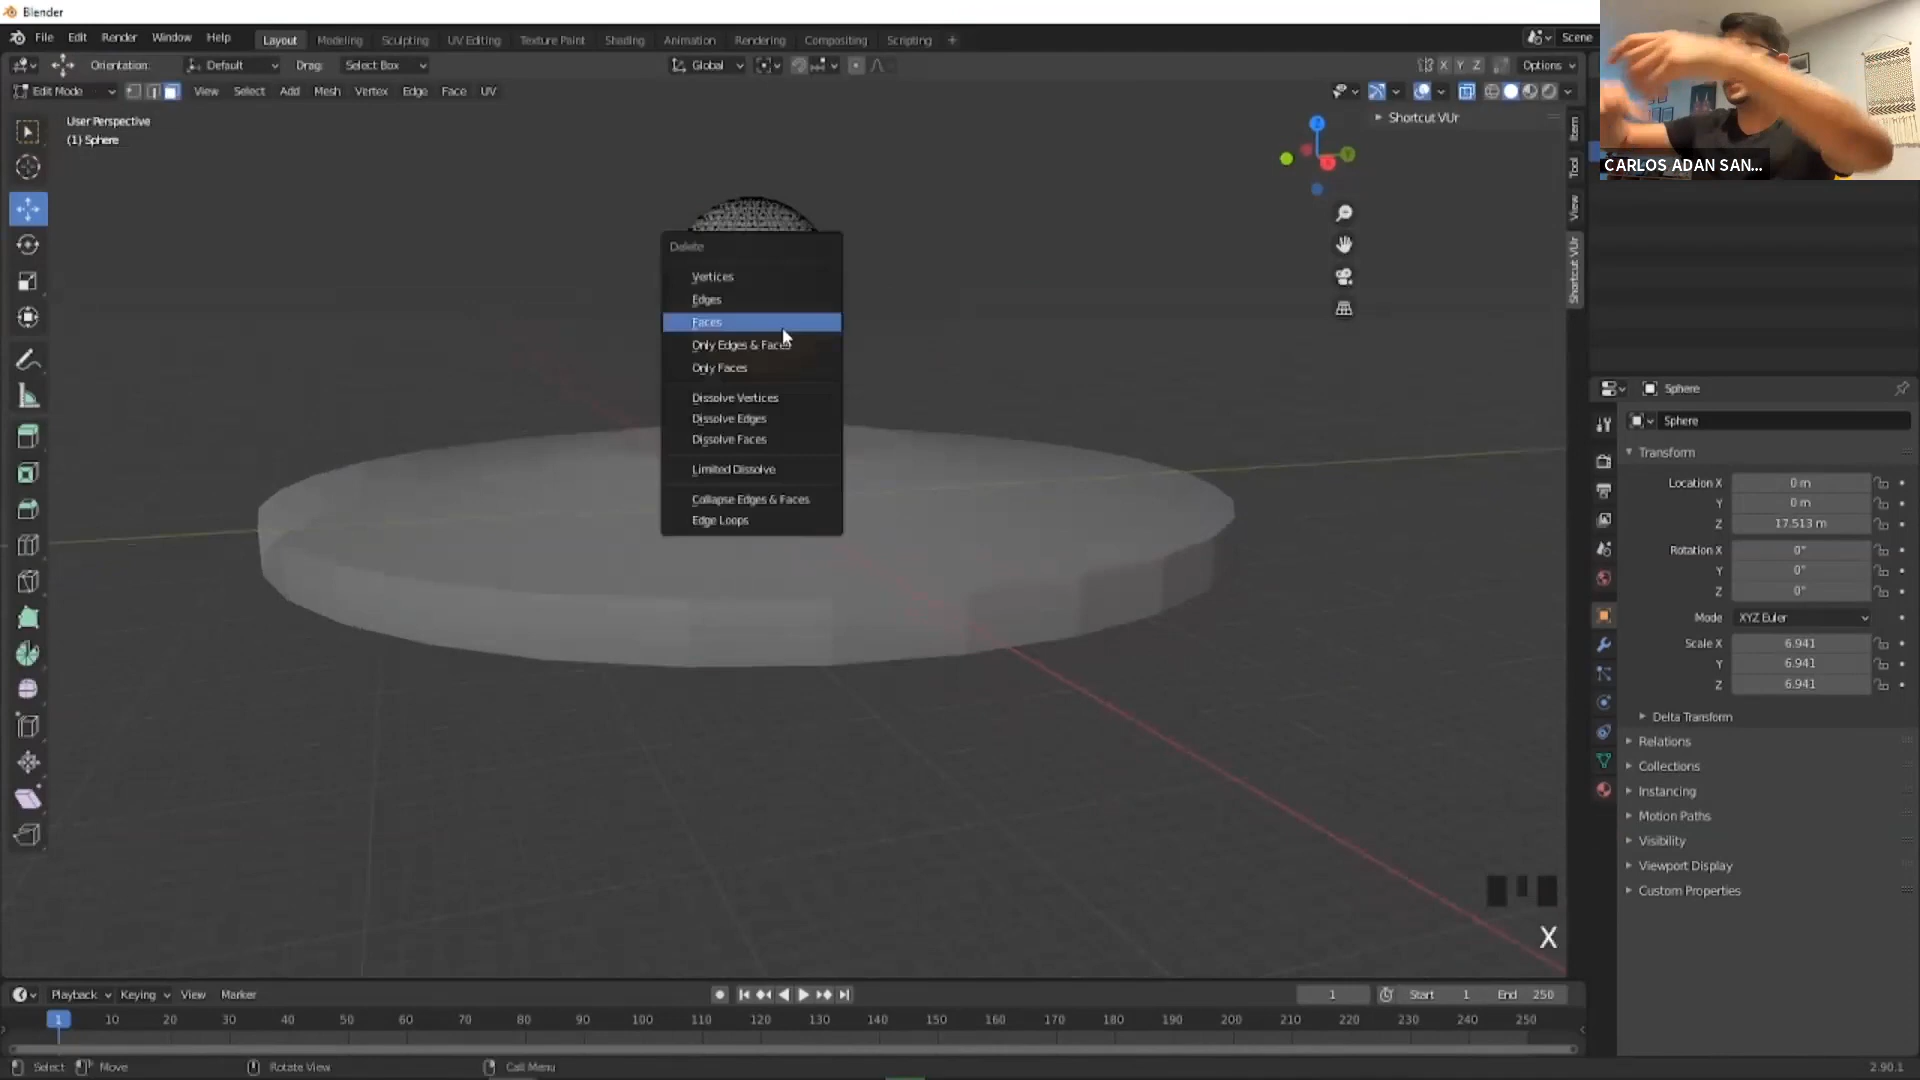 Blender
File Edit Render Window Help
Layout Modeling Sculpting UV Editing Texture Paint Shading Animation Rendering Compositing Scripting +
Scene
Orientation: Default Drag: Select Box
Global
X Y Z Options
Edit Mode View Select Add Mesh Vertex Edge Face UV
User Perspective
(1) Sphere
Shortcut VUr
Item
Tool
View
Shortcut VUr
CARLOS ADAN SAN...
Delete
Vertices
Edges
Faces
Only Edges & Faces
Only Faces
Dissolve Vertices
Dissolve Edges
Dissolve Faces
Limited Dissolve
Collapse Edges & Faces
Edge Loops
Sphere
Sphere
Transform
Location X 0 m
Y 0 m
Z 17.513 m
Rotation X 0°
Y 0°
Z 0°
Mode XYZ Euler
Scale X 6.941
Y 6.941
Z 6.941
Delta Transform
Relations
Collections
Instancing
Motion Paths
Visibility
Viewport Display
Custom Properties
X
Playback Keying View Marker
1 Start 1 End 250
1 10 20 30 40 50 60 70 80 90 100 110 120 130 140 150 160 170 180 190 200 210 220 230 240 250
Select Move Rotate View Call Menu 2.90.1